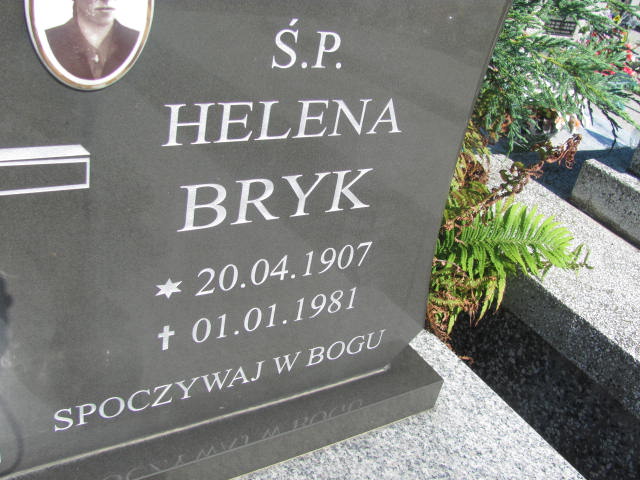 Ś.P.
HELENA
BRYK
20.04.1907
01.01.1981
SPOCZYWAJ W BOGU